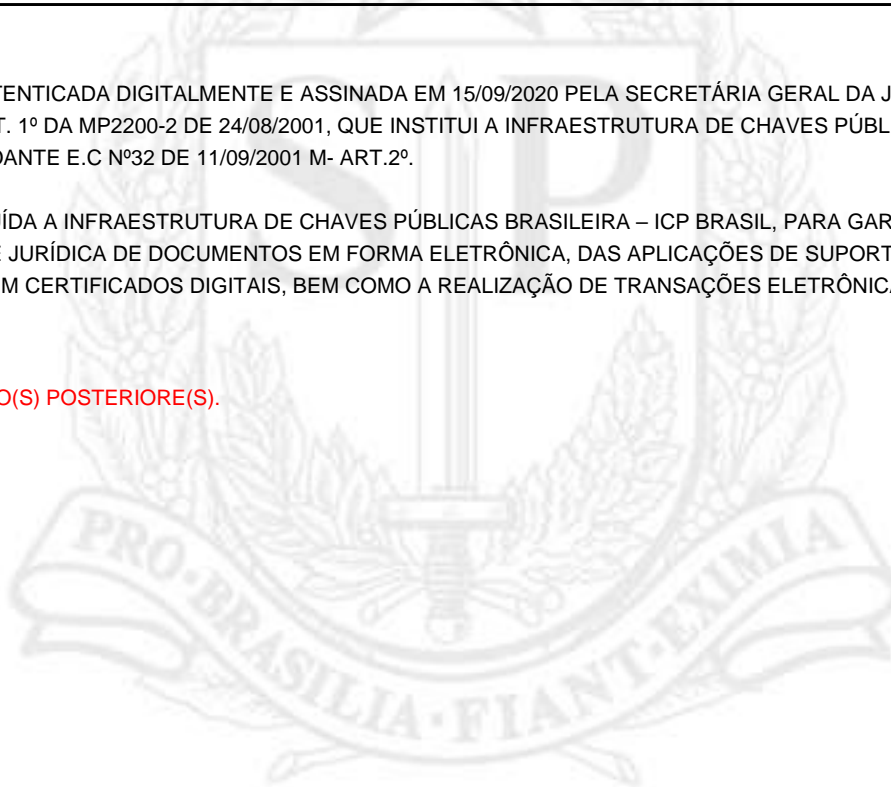 TENTICADA DIGITALMENTE E ASSINADA EM 15/09/2020 PELA SECRETÁRIA GERAL DA J
T. 1º DA MP2200-2 DE 24/08/2001, QUE INSTITUI A INFRAESTRUTURA DE CHAVES PÚBL
DANTE E.C Nº32 DE 11/09/2001 M- ART.2º.
UÍDA A INFRAESTRUTURA DE CHAVES PÚBLICAS BRASILEIRA – ICP BRASIL, PARA GAR
E JURÍDICA DE DOCUMENTOS EM FORMA ELETRÔNICA, DAS APLICAÇÕES DE SUPORT
M CERTIFICADOS DIGITAIS, BEM COMO A REALIZAÇÃO DE TRANSAÇÕES ELETRÔNICA
O(S) POSTERIORE(S).
SP
PRO·BRASILIA·FIANT·EXIMIA